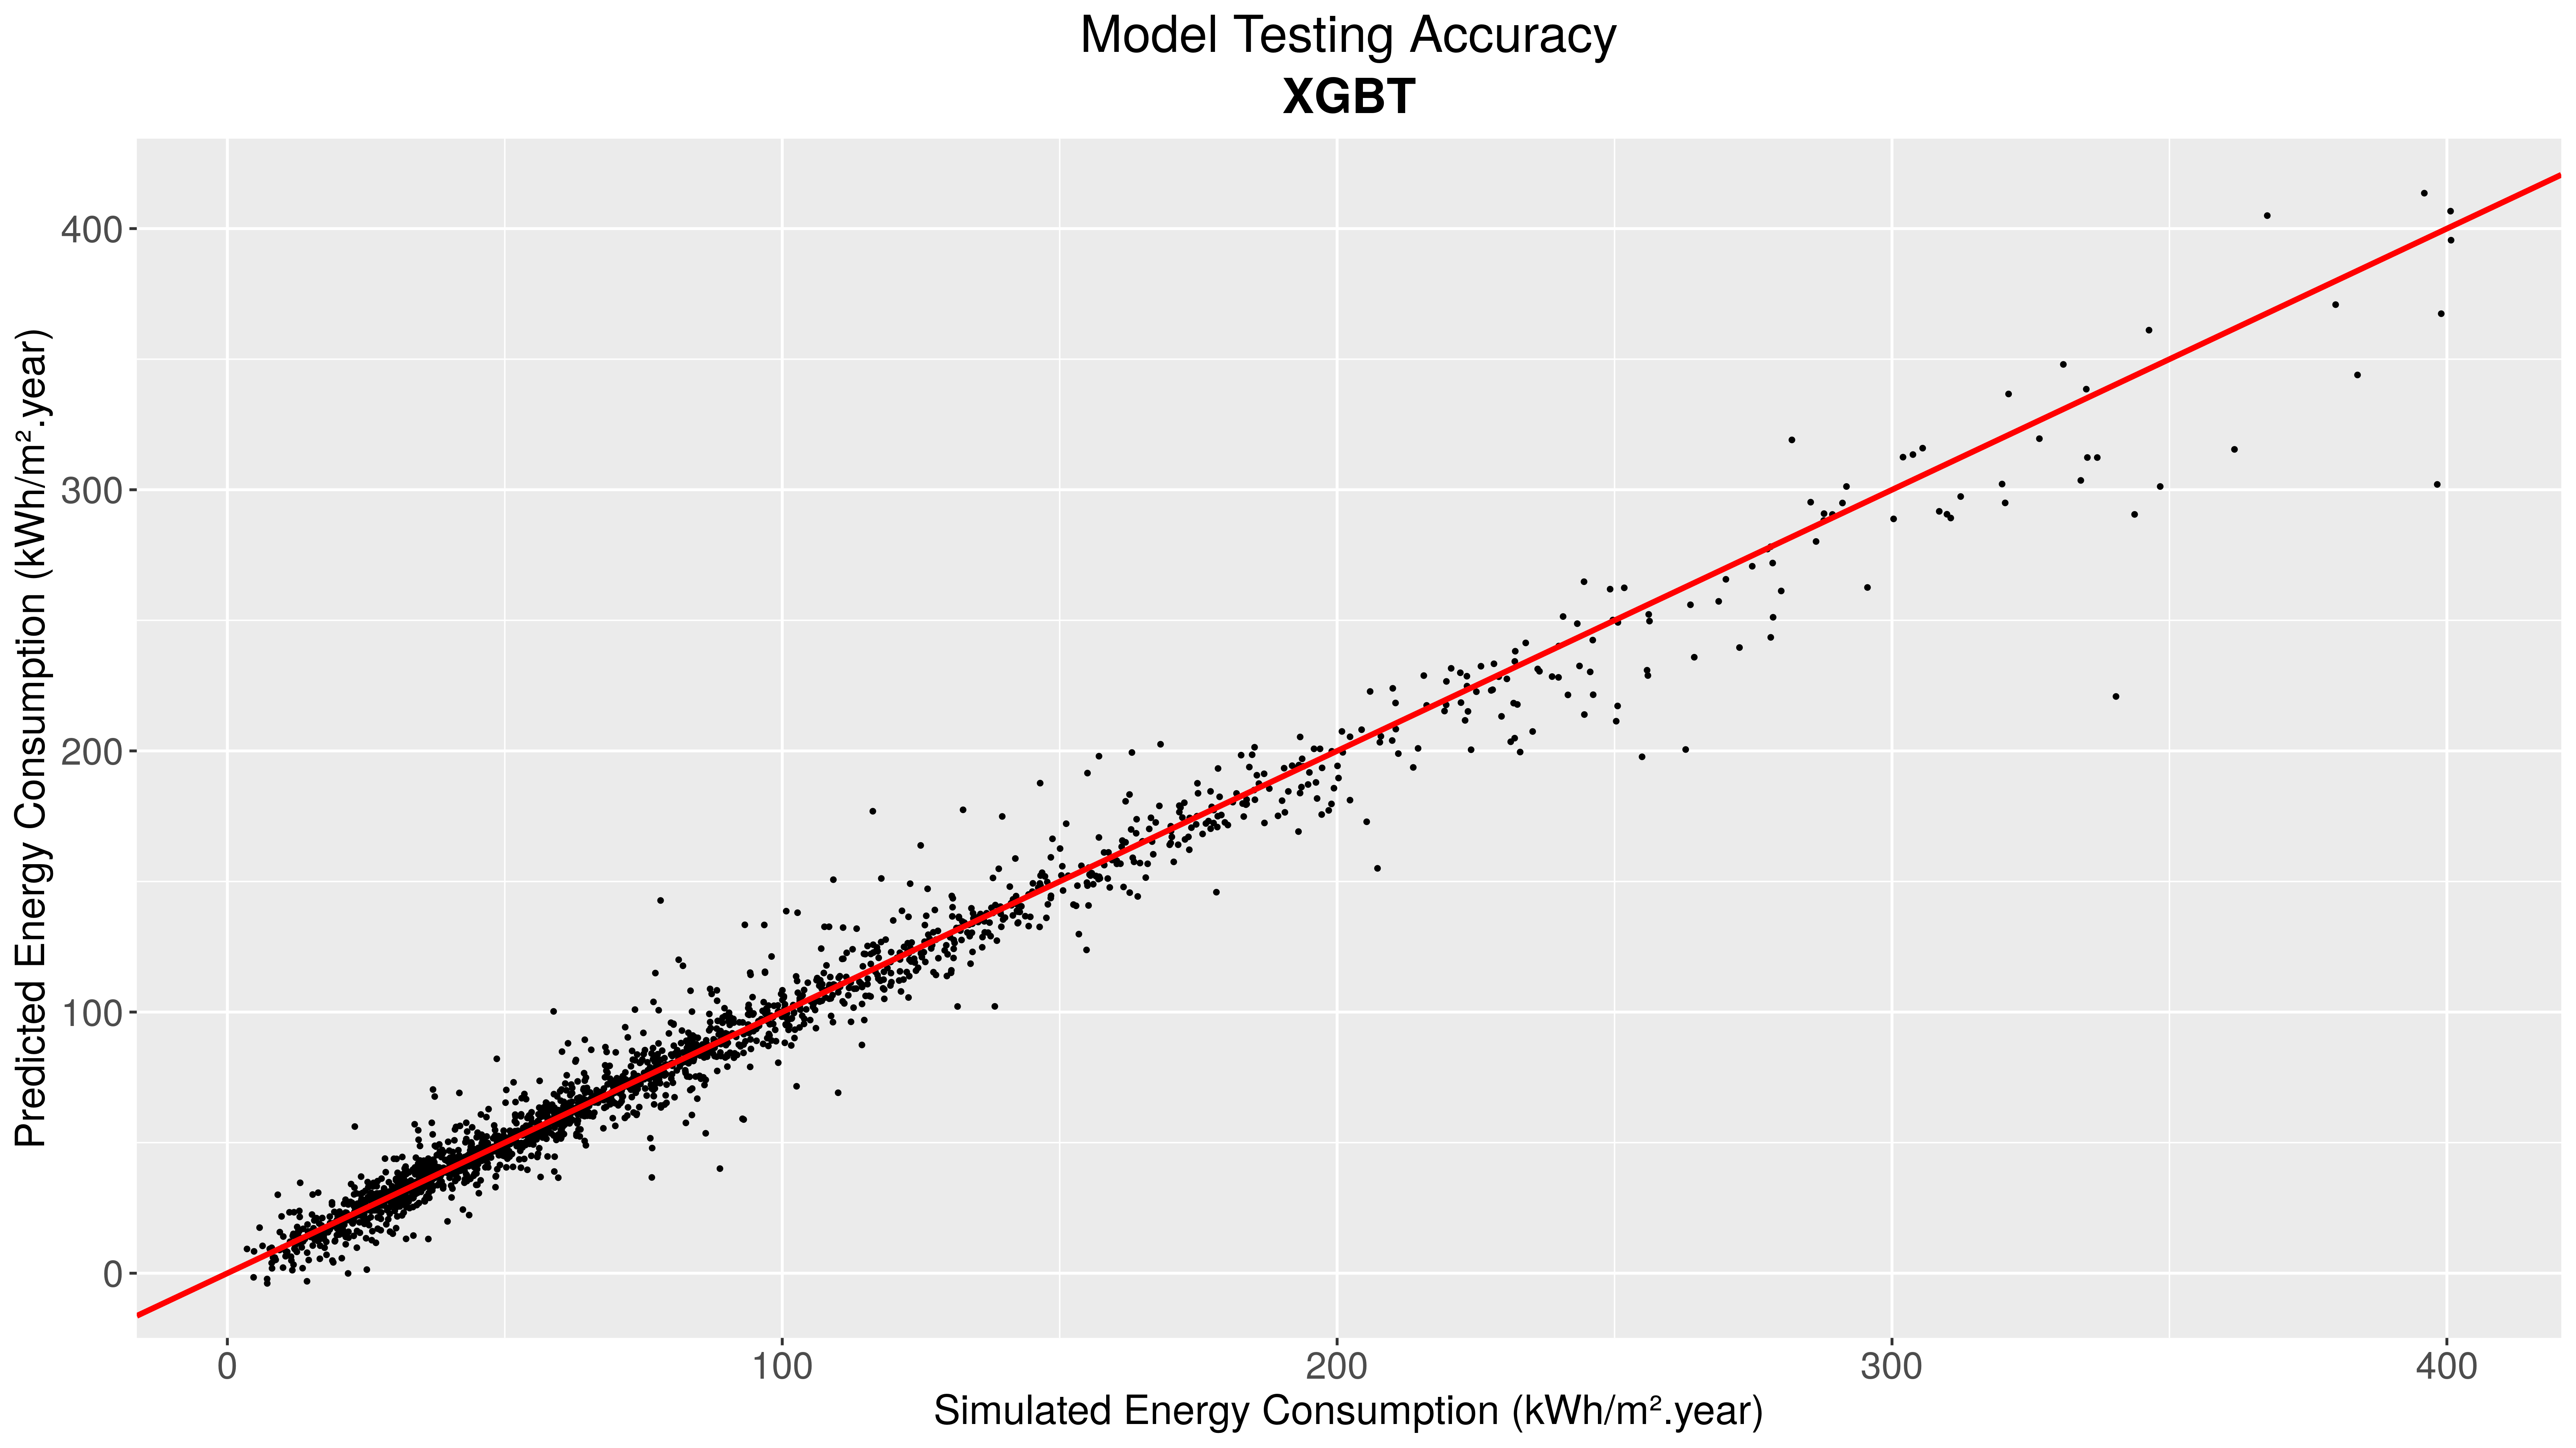 Model Testing Accuracy
XGBT
Predicted Energy Consumption (kWh/m².year)
400
300
200
100
0
0 100 200 300 400
Simulated Energy Consumption (kWh/m².year)